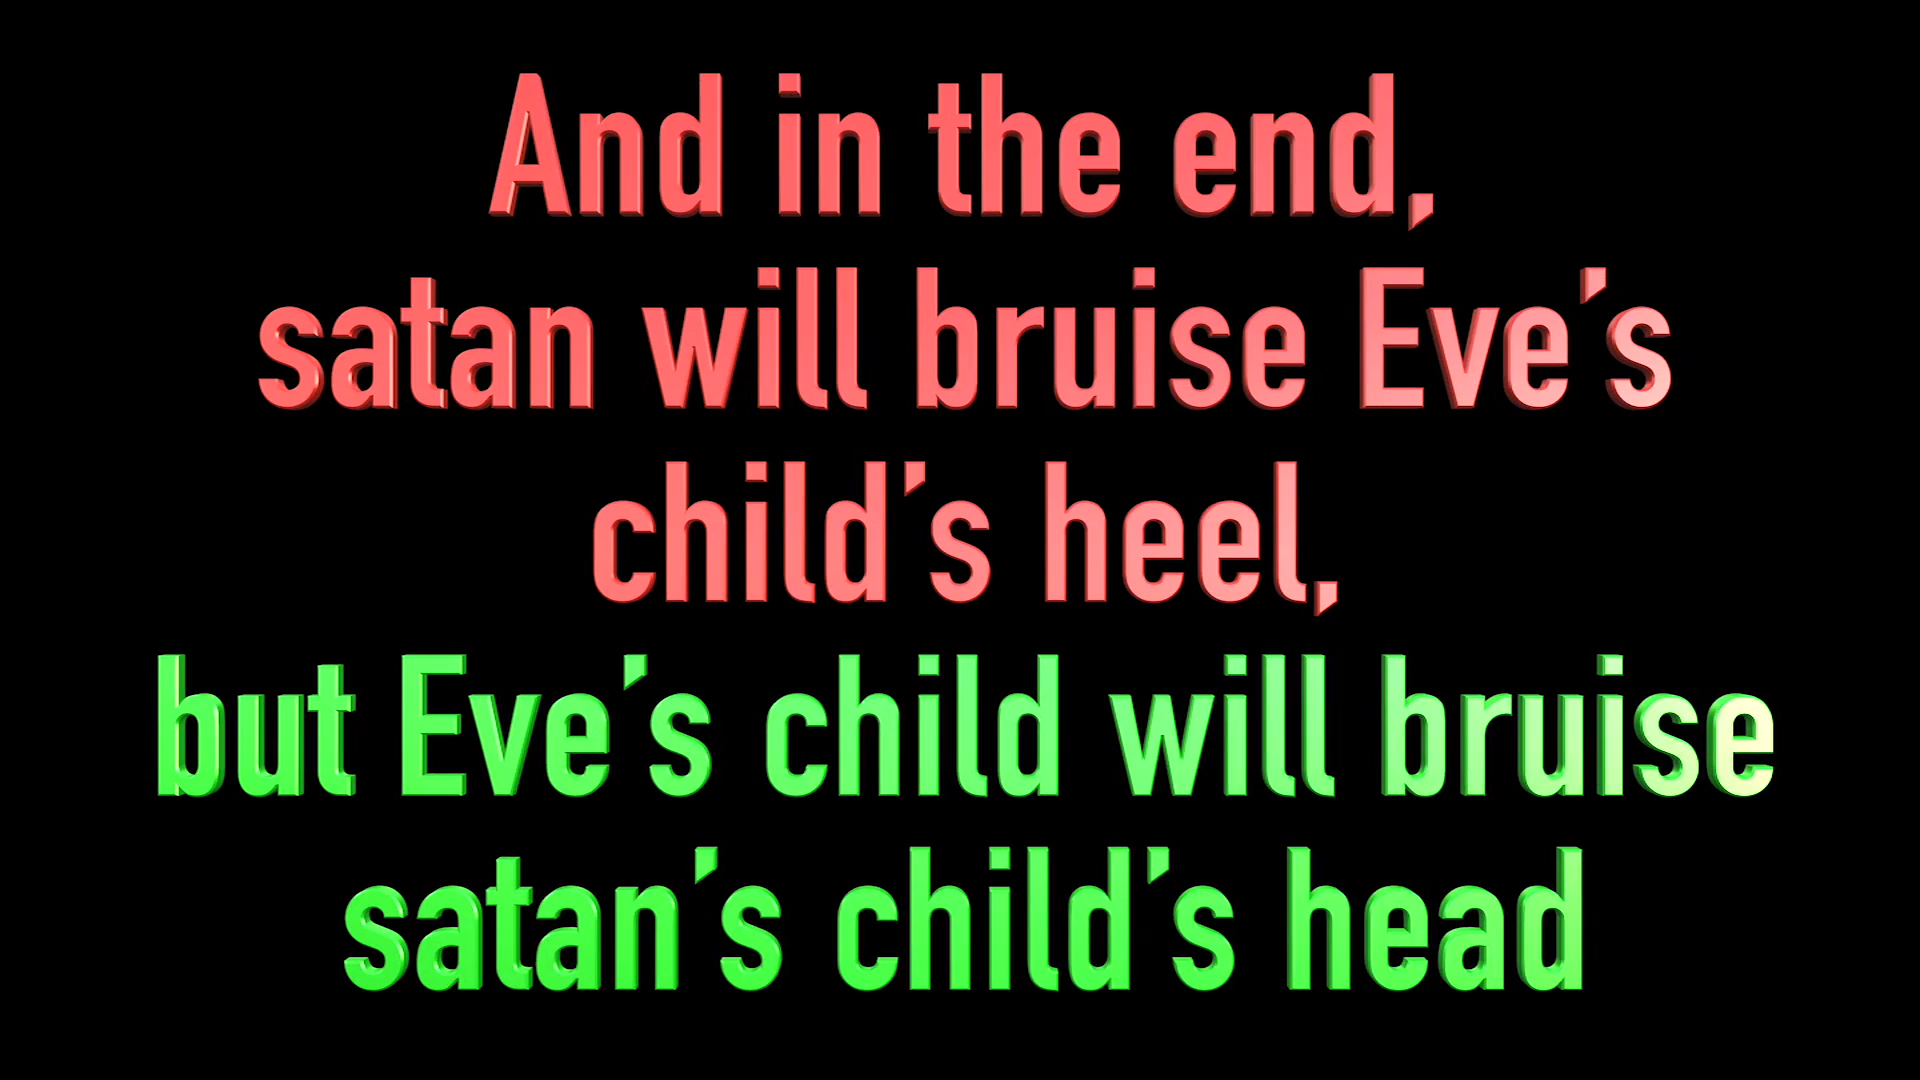 And in the end,
satan will bruise Eve's
child's heel,
but Eve's child will bruise
satan's child's head